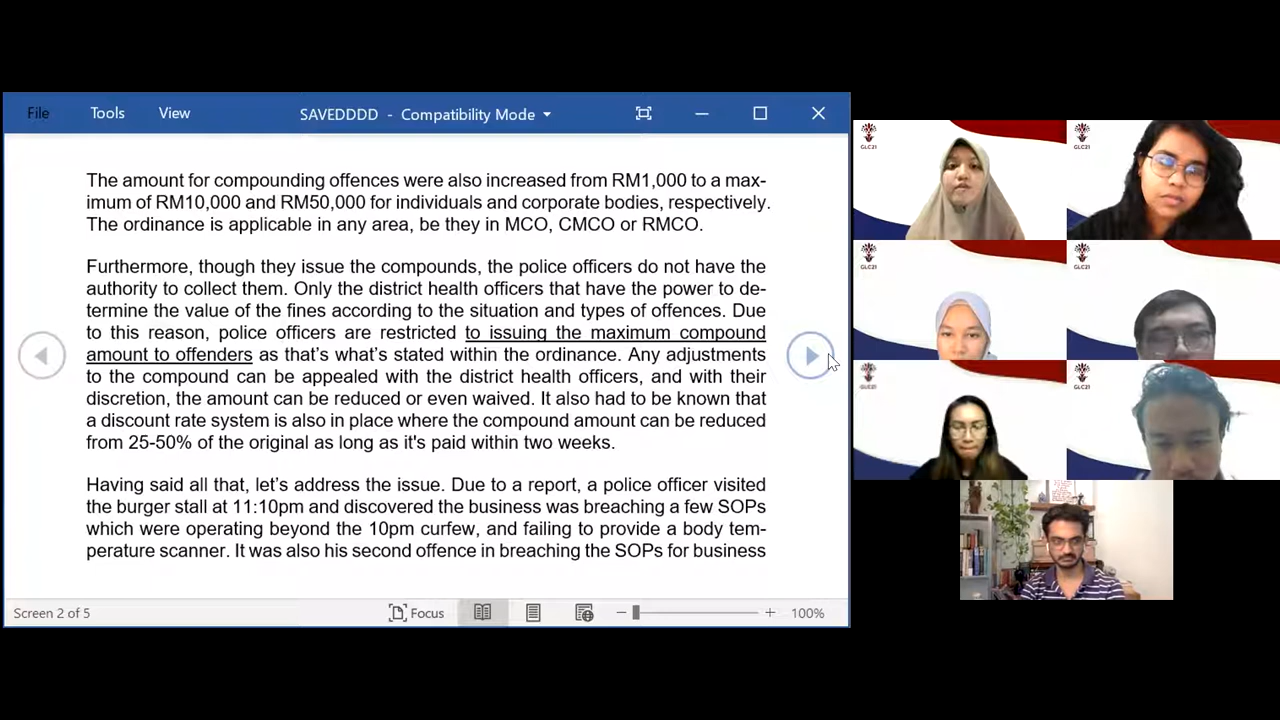 File Tools View SAVEDDDD - Compatibility Mode
The amount for compounding offences were also increased from RM1,000 to a max-
imum of RM10,000 and RM50,000 for individuals and corporate bodies, respectively.
The ordinance is applicable in any area, be they in MCO, CMCO or RMCO.
Furthermore, though they issue the compounds, the police officers do not have the
authority to collect them. Only the district health officers that have the power to de-
termine the value of the fines according to the situation and types of offences. Due
to this reason, police officers are restricted to issuing the maximum compound
amount to offenders as that's what's stated within the ordinance. Any adjustments
to the compound can be appealed with the district health officers, and with their
discretion, the amount can be reduced or even waived. It also had to be known that
a discount rate system is also in place where the compound amount can be reduced
from 25-50% of the original as long as it's paid within two weeks.
Having said all that, let's address the issue. Due to a report, a police officer visited
the burger stall at 11:10pm and discovered the business was breaching a few SOPs
which were operating beyond the 10pm curfew, and failing to provide a body tem-
perature scanner. It was also his second offence in breaching the SOPs for business
Screen 2 of 5 Focus 100%
GLC21
GLC21
GLC21
GLC21
GLC21
GLC21